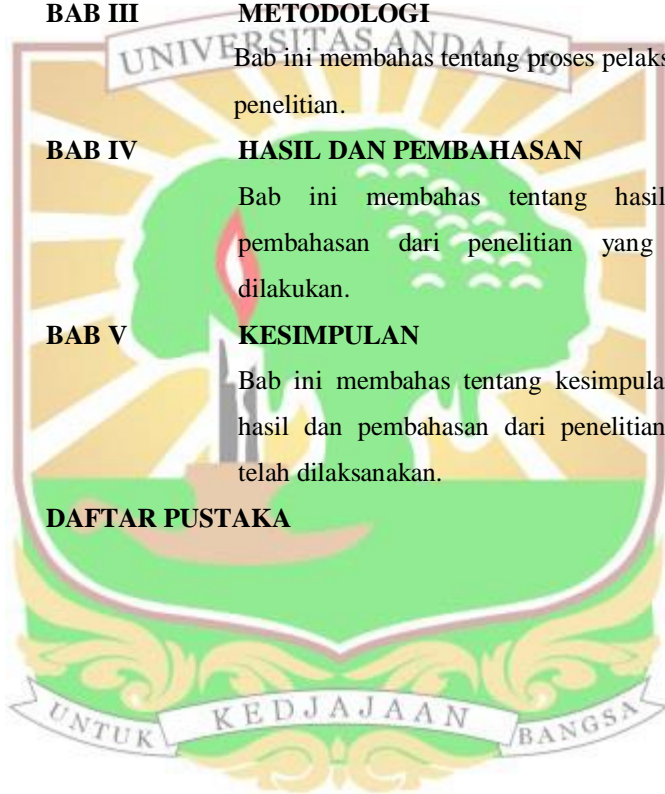 BAB III METODOLOGI
UNIVERSITAS ANDALAS
Bab ini membahas tentang proses pelaks
penelitian.
BAB IV HASIL DAN PEMBAHASAN
Bab ini membahas tentang hasil
pembahasan dari penelitian yang
dilakukan.
BAB V KESIMPULAN
Bab ini membahas tentang kesimpula
hasil dan pembahasan dari penelitian
telah dilaksanakan.
DAFTAR PUSTAKA
UNTUK KEDJAJAAN BANGSA